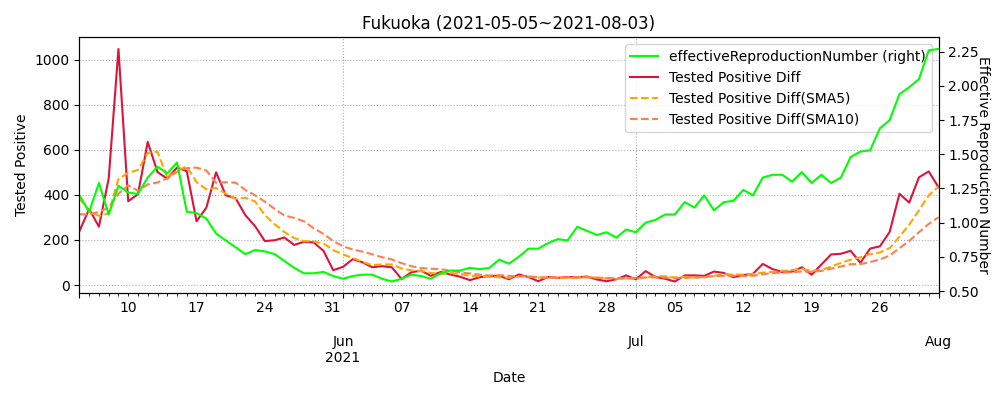 Fukuoka (2021-05-05~2021-08-03)
effectiveReproductionNumber (right)
Tested Positive Diff
Tested Positive Diff(SMA5)
Tested Positive Diff(SMA10)
Tested Positive
1000
800
600
400
200
0
Effective Reproduction Number
2.25
2.00
1.75
1.50
1.25
1.00
0.75
0.50
10 17 24 31 07 14 21 28 05 12 19 26
Jun Jul Aug
2021
Date